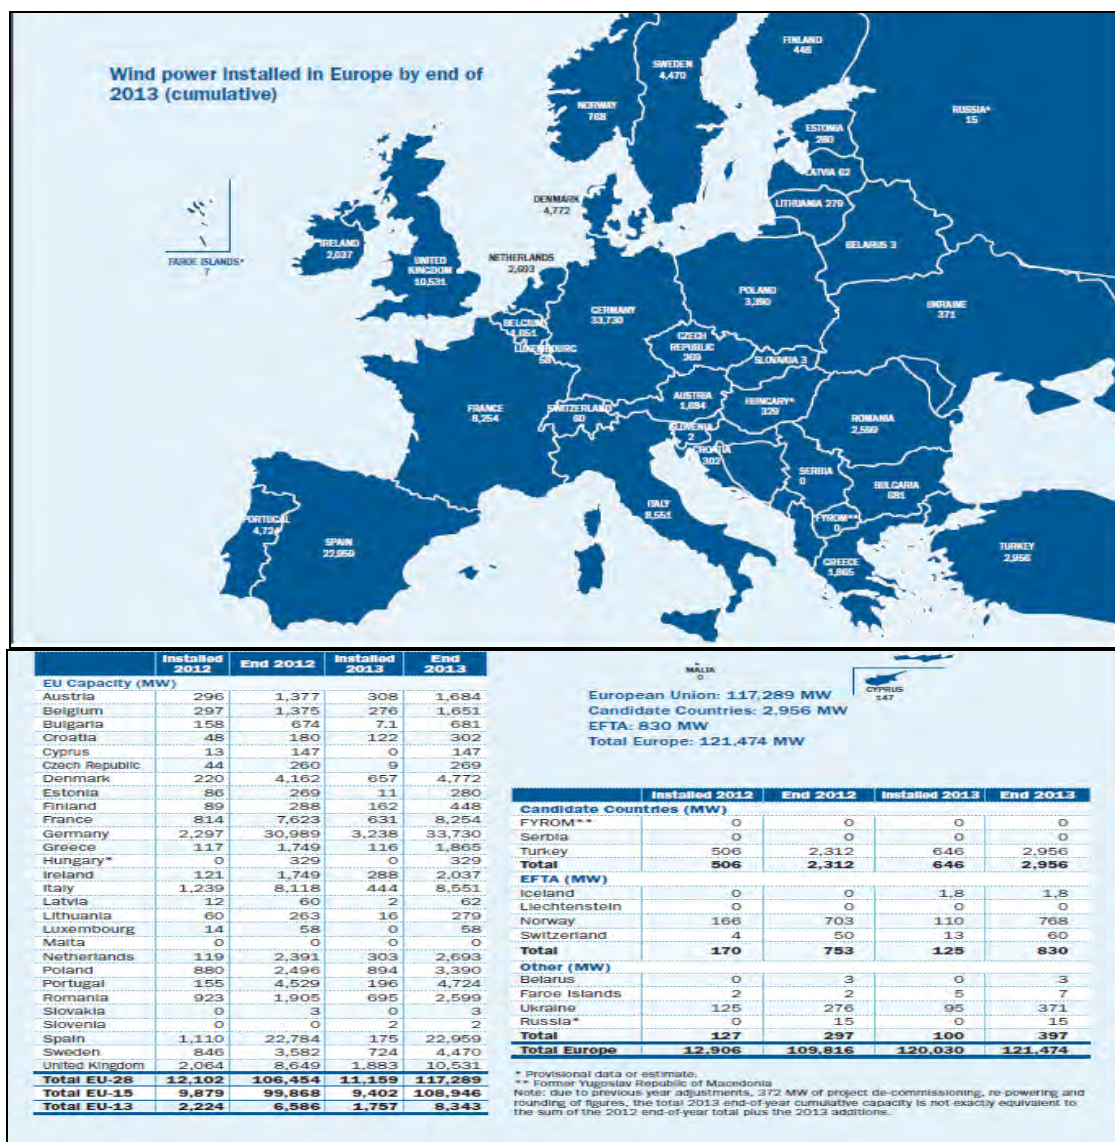 Wind power installed in Europe by end of
2013 (cumulative)
FINLAND
448
SWEDEN
4,470
NORWAY
768
RUSSIA*
15
ESTONIA
280
LATVIA 62
DENMARK
4,772
LITHUANIA 279
BELARUS 3
IRELAND
2,037
UNITED
KINGDOM
10,531
NETHERLANDS
2,693
FAROE ISLANDS*
7
POLAND
3,390
GERMANY
33,730
UKRAINE
371
BELGIUM
1,651
LUXEMBOURG
58
CZECH
REPUBLIC
269
SLOVAKIA 3
AUSTRIA
1,684
HUNGARY*
329
FRANCE
8,254
SWITZERLAND
60
ROMANIA
2,599
SLOVENIA
2
CROATIA
302
SERBIA
0
BULGARIA
681
ITALY
8,551
PORTUGAL
4,724
SPAIN
22,959
FYROM**
0
GREECE
1,865
TURKEY
2,956
Installed 2012 End 2012 Installed 2013 End 2013
EU Capacity (MW)
Austria 296 1,377 308 1,684
Belgium 297 1,375 276 1,651
Bulgaria 158 674 7.1 681
Croatia 48 180 122 302
Cyprus 13 147 0 147
Czech Republic 44 260 9 269
Denmark 220 4,162 657 4,772
Estonia 86 269 11 280
Finland 89 288 162 448
France 814 7,623 631 8,254
Germany 2,297 30,989 3,238 33,730
Greece 117 1,749 116 1,865
Hungary* 0 329 0 329
Ireland 121 1,749 288 2,037
Italy 1,239 8,118 444 8,551
Latvia 12 60 2 62
Lithuania 60 263 16 279
Luxembourg 14 58 0 58
Malta 0 0 0 0
Netherlands 119 2,391 303 2,693
Poland 880 2,496 894 3,390
Portugal 155 4,529 196 4,724
Romania 923 1,905 695 2,599
Slovakia 0 3 0 3
Slovenia 0 0 2 2
Spain 1,110 22,784 175 22,959
Sweden 846 3,582 724 4,470
United Kingdom 2,064 8,649 1,883 10,531
Total EU-28 12,102 106,454 11,159 117,289
Total EU-15 9,879 99,868 9,402 108,946
Total EU-13 2,224 6,586 1,757 8,343
MALTA
0
CYPRUS
147
European Union: 117,289 MW
Candidate Countries: 2,956 MW
EFTA: 830 MW
Total Europe: 121,474 MW
Installed 2012 End 2012 Installed 2013 End 2013
Candidate Countries (MW)
FYROM** 0 0 0 0
Serbia 0 0 0 0
Turkey 506 2,312 646 2,956
Total 506 2,312 646 2,956
EFTA (MW)
Iceland 0 0 1,8 1,8
Liechtenstein 0 0 0 0
Norway 166 703 110 768
Switzerland 4 50 13 60
Total 170 753 125 830
Other (MW)
Belarus 0 3 0 3
Faroe Islands 2 2 5 7
Ukraine 125 276 95 371
Russia* 0 15 0 15
Total 127 297 100 397
Total Europe 12,906 109,816 120,030 121,474
* Provisional data or estimate.
** Former Yugoslav Republic of Macedonia
Note: due to previous year adjustments, 372 MW of project de-commissioning, re-powering and
rounding of figures, the total 2013 end-of-year cumulative capacity is not exactly equivalent to
the sum of the 2012 end-of-year total plus the 2013 additions.